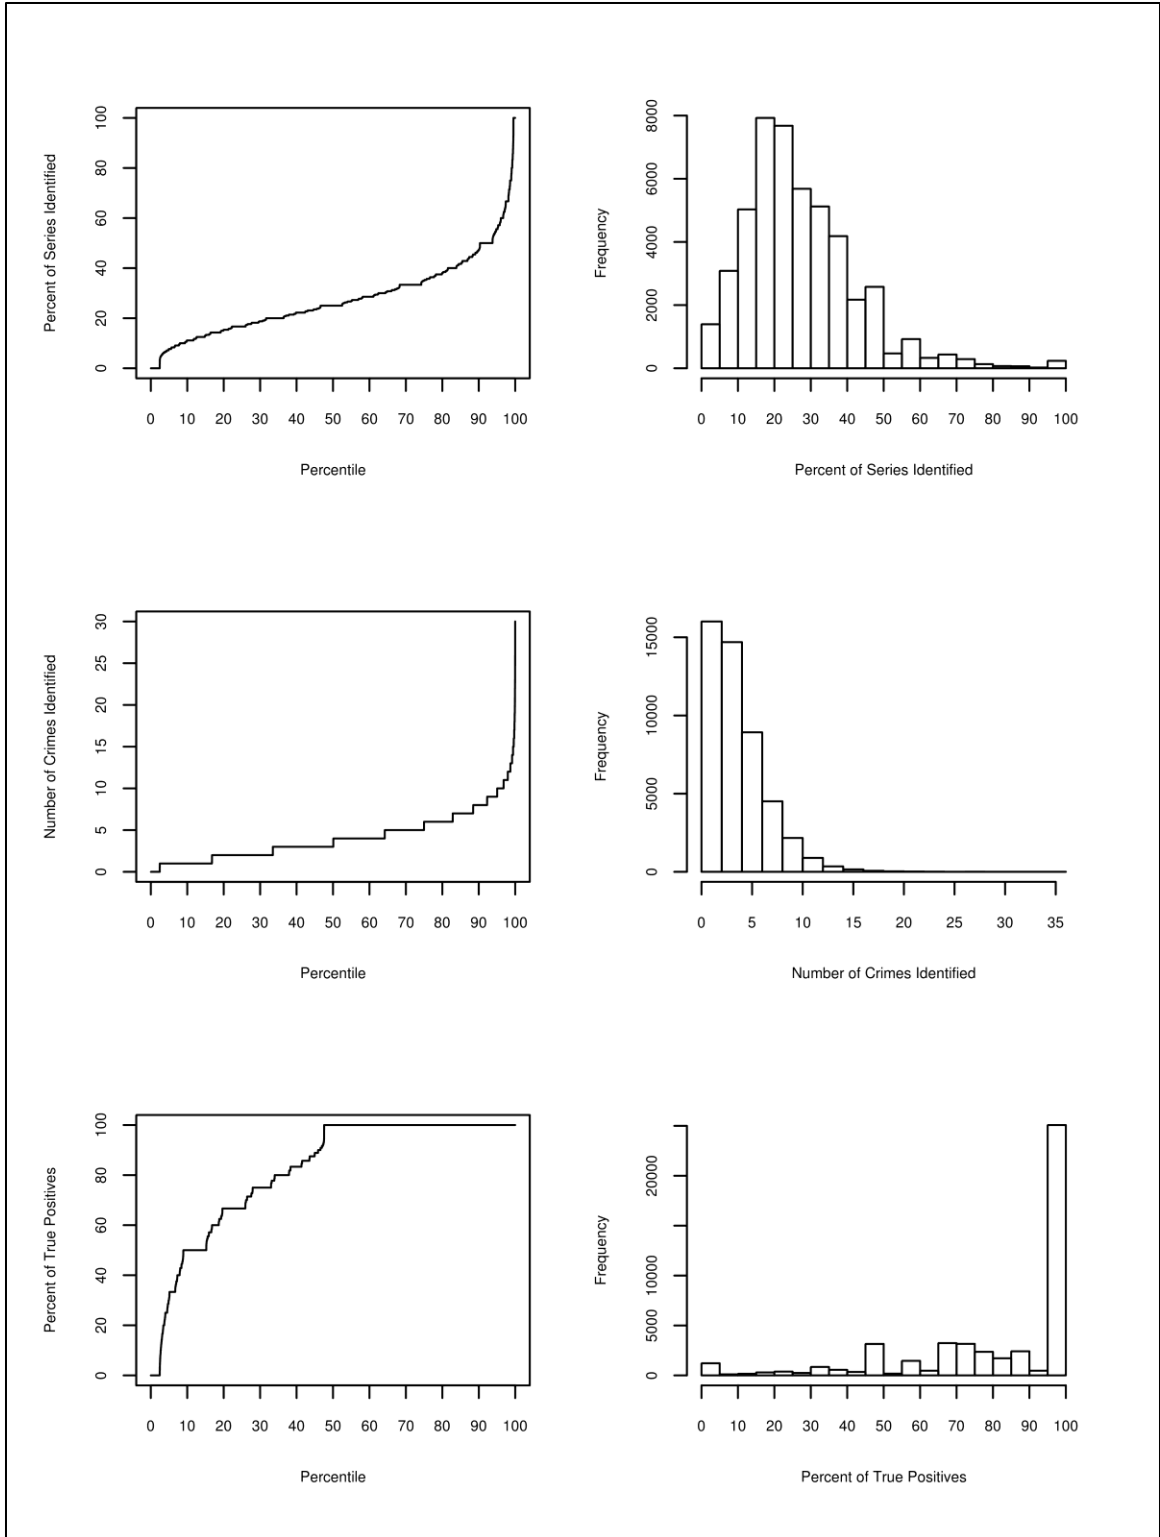 Percent of Series Identified
0 20 40 60 80 100
0 10 20 30 40 50 60 70 80 90 100
Percentile
Frequency
0 2000 4000 6000 8000
0 10 20 30 40 50 60 70 80 90 100
Percent of Series Identified
Number of Crimes Identified
0 5 10 15 20 25 30
0 10 20 30 40 50 60 70 80 90 100
Percentile
Frequency
0 5000 10000 15000
0 5 10 15 20 25 30 35
Number of Crimes Identified
Percent of True Positives
0 20 40 60 80 100
0 10 20 30 40 50 60 70 80 90 100
Percentile
Frequency
0 5000 10000 20000
0 10 20 30 40 50 60 70 80 90 100
Percent of True Positives